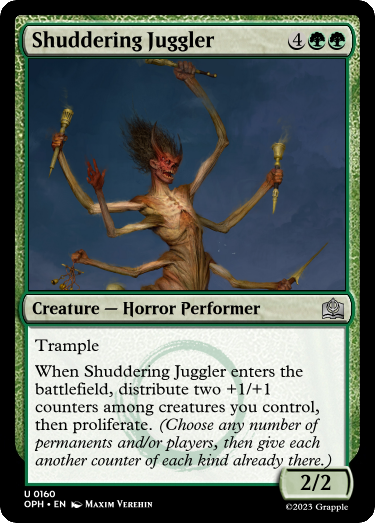 Shuddering Juggler 4
Creature — Horror Performer
Trample
When Shuddering Juggler enters the
battlefield, distribute two +1/+1
counters among creatures you control,
then proliferate. (Choose any number of
permanents and/or players, then give each
another counter of each kind already there.)
2/2
U 0160
OPH • EN Maxim Verehin
©2023 Grapple